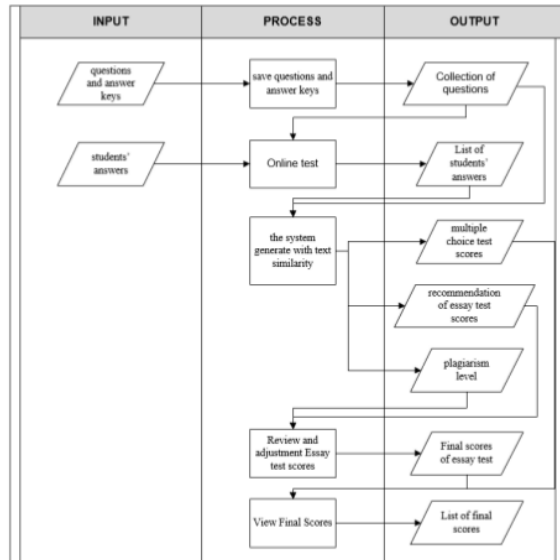 INPUT
PROCESS
OUTPUT
questions
and answer
keys
save questions and
answer keys
Collection of
questions
students'
answers
Online test
List of
students'
answers
the system
generate with text
similarity
multiple
choice test
scores
recommendation
of essay test
scores
plagiarism
level
Review and
adjustment Essay
test scores
Final scores
of essay test
View Final Scores
List of final
scores